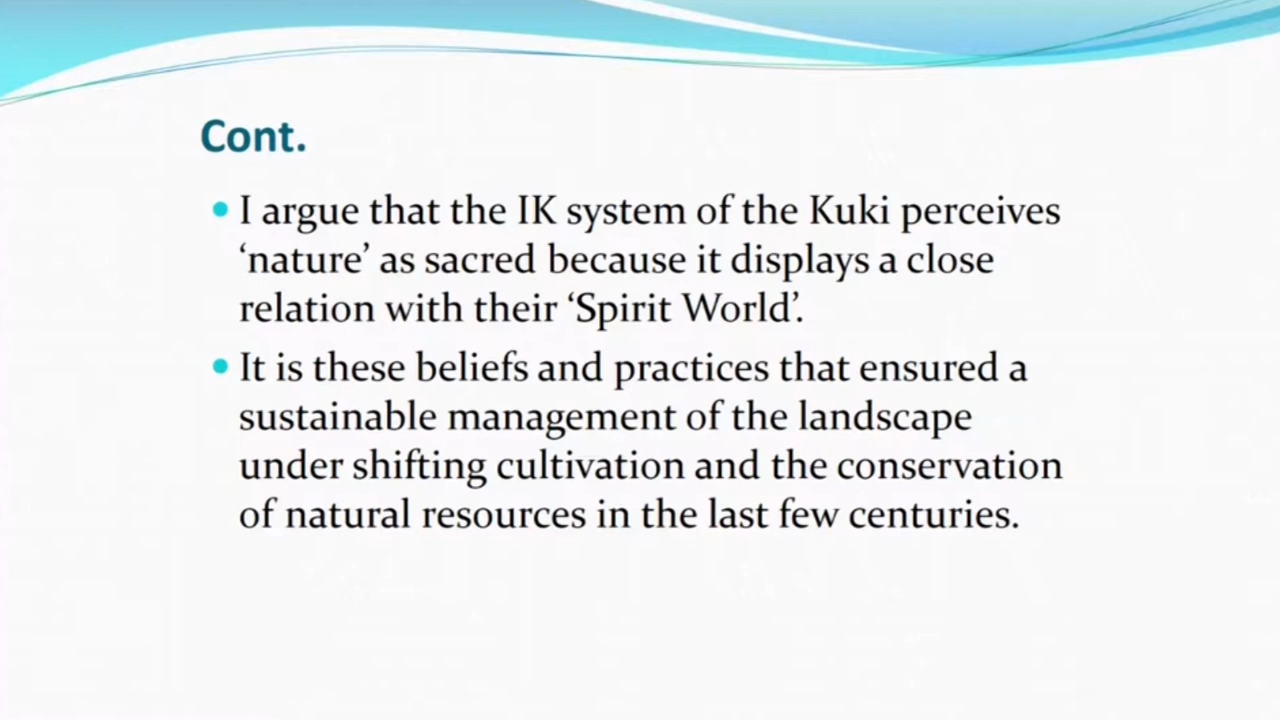 Cont.
• I argue that the IK system of the Kuki perceives
‘nature’ as sacred because it displays a close
relation with their ‘Spirit World’.
• It is these beliefs and practices that ensured a
sustainable management of the landscape
under shifting cultivation and the conservation
of natural resources in the last few centuries.